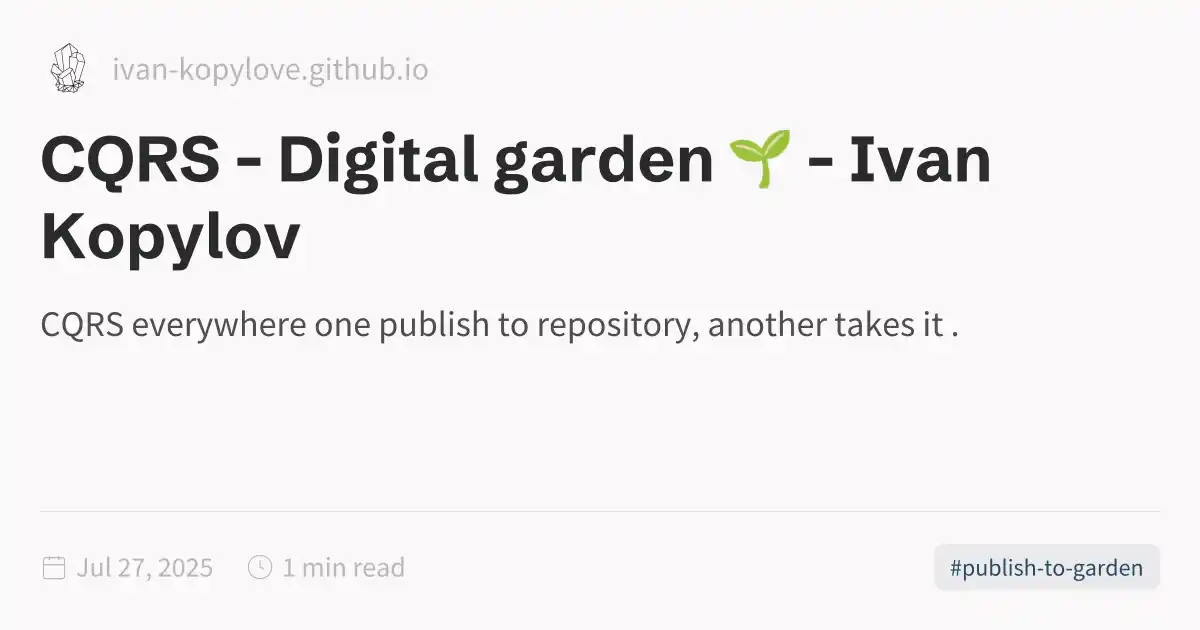 ivan-kopylove.github.io
CQRS - Digital garden 🌱 - Ivan
Kopylov
CQRS everywhere one publish to repository, another takes it .
Jul 27, 2025 1 min read #publish-to-garden